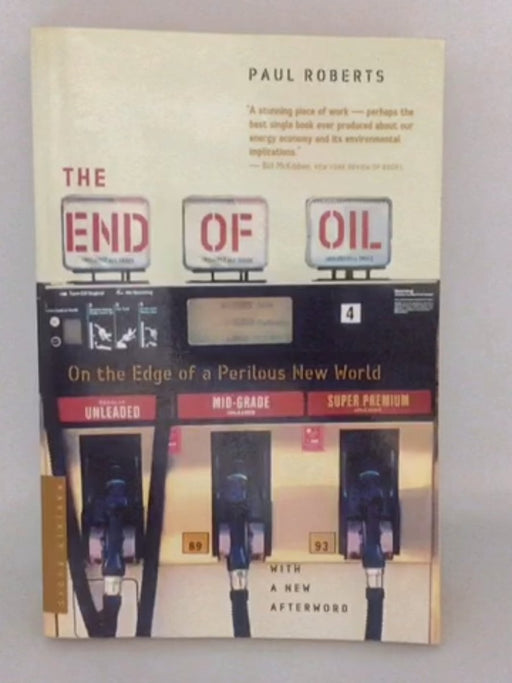 PAUL ROBERTS
"A stunning piece of work — perhaps the
best single book ever produced about our
energy economy and its environmental
implications."
— Bill McKibben, NEW YORK REVIEW OF BOOKS
THE
END OF OIL
4
On the Edge of a Perilous New World
UNLEADED MID-GRADE SUPER PREMIUM
89 93
WITH
A NEW
AFTERWORD